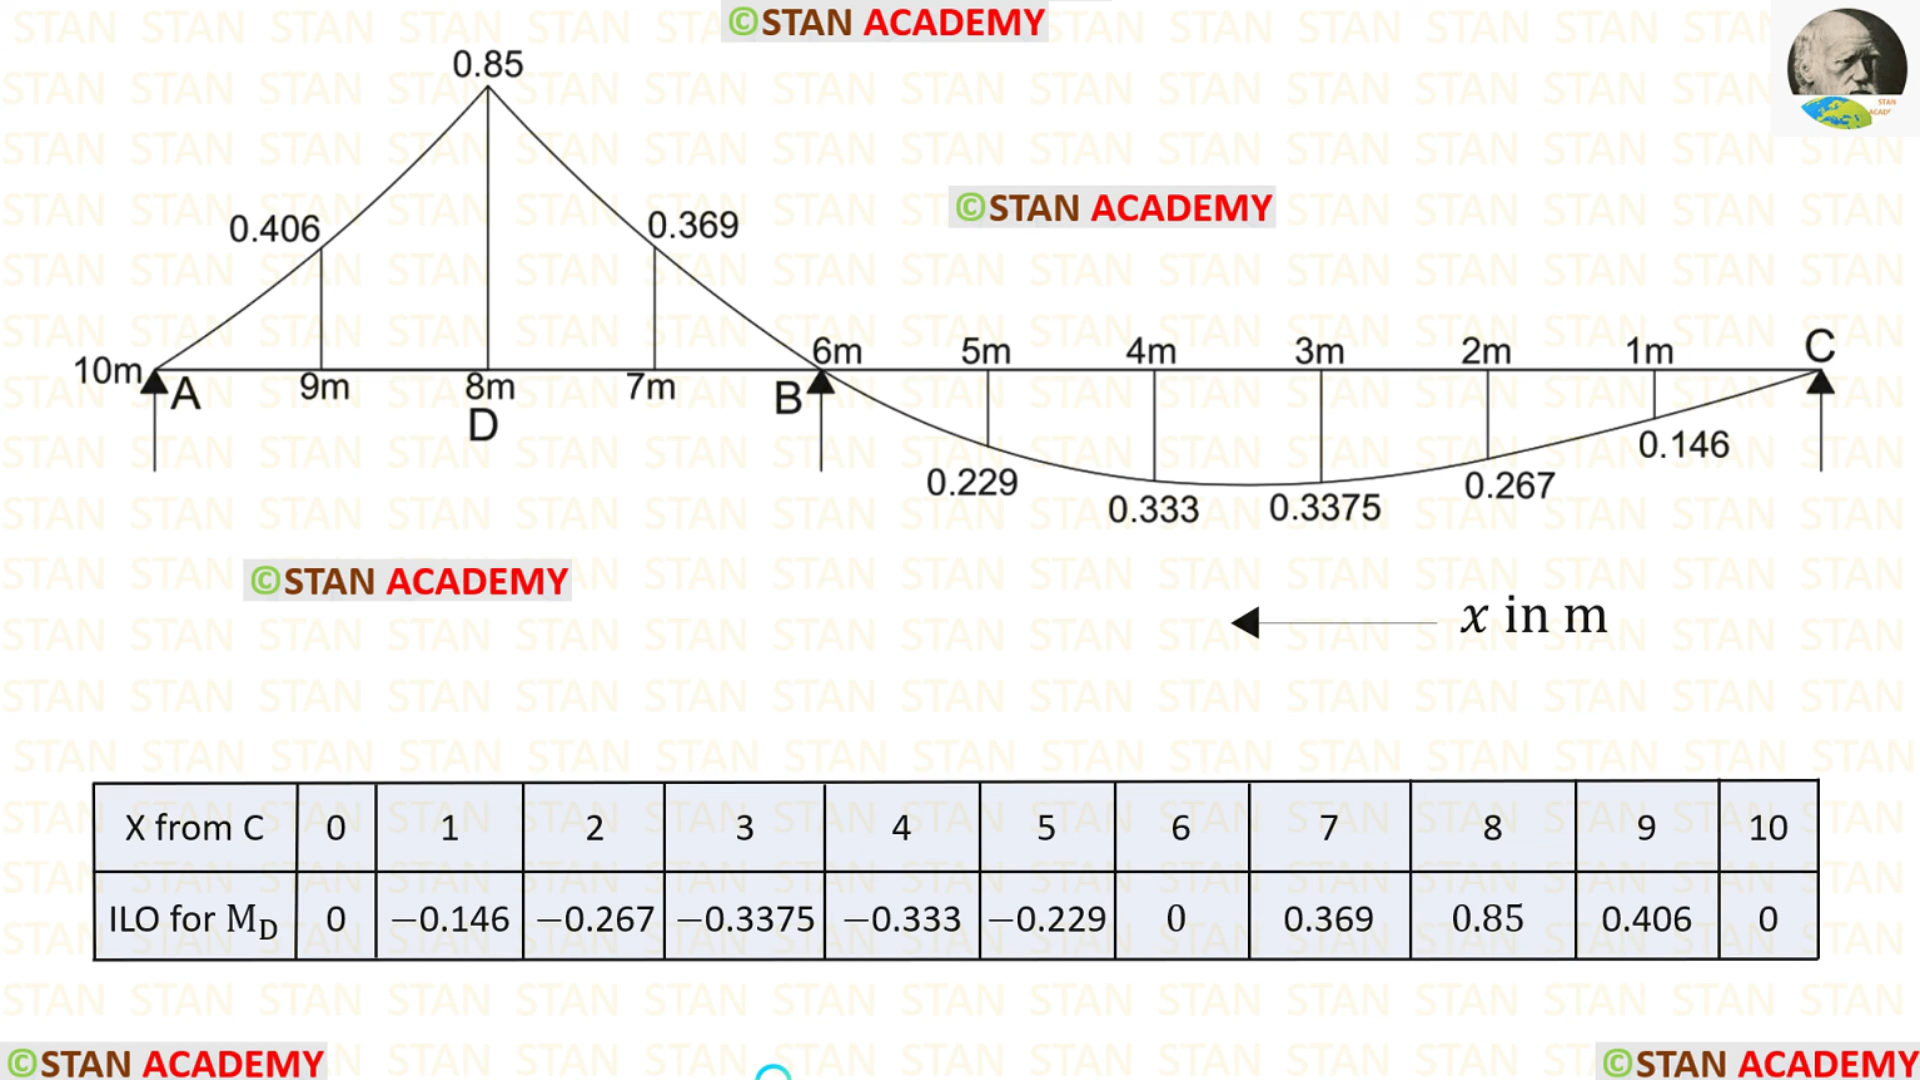 ©STAN ACADEMY
0.85
STAN
ACADY
0.406
0.369
©STAN ACADEMY
10m
A
9m
8m
D
7m
B
6m
5m
4m
3m
2m
1m
C
0.229
0.333
0.3375
0.267
0.146
©STAN ACADEMY
x in m
X from C 0 1 2 3 4 5 6 7 8 9 10
ILO for M_D 0 −0.146 −0.267 −0.3375 −0.333 −0.229 0 0.369 0.85 0.406 0
©STAN ACADEMY
©STAN ACADEMY